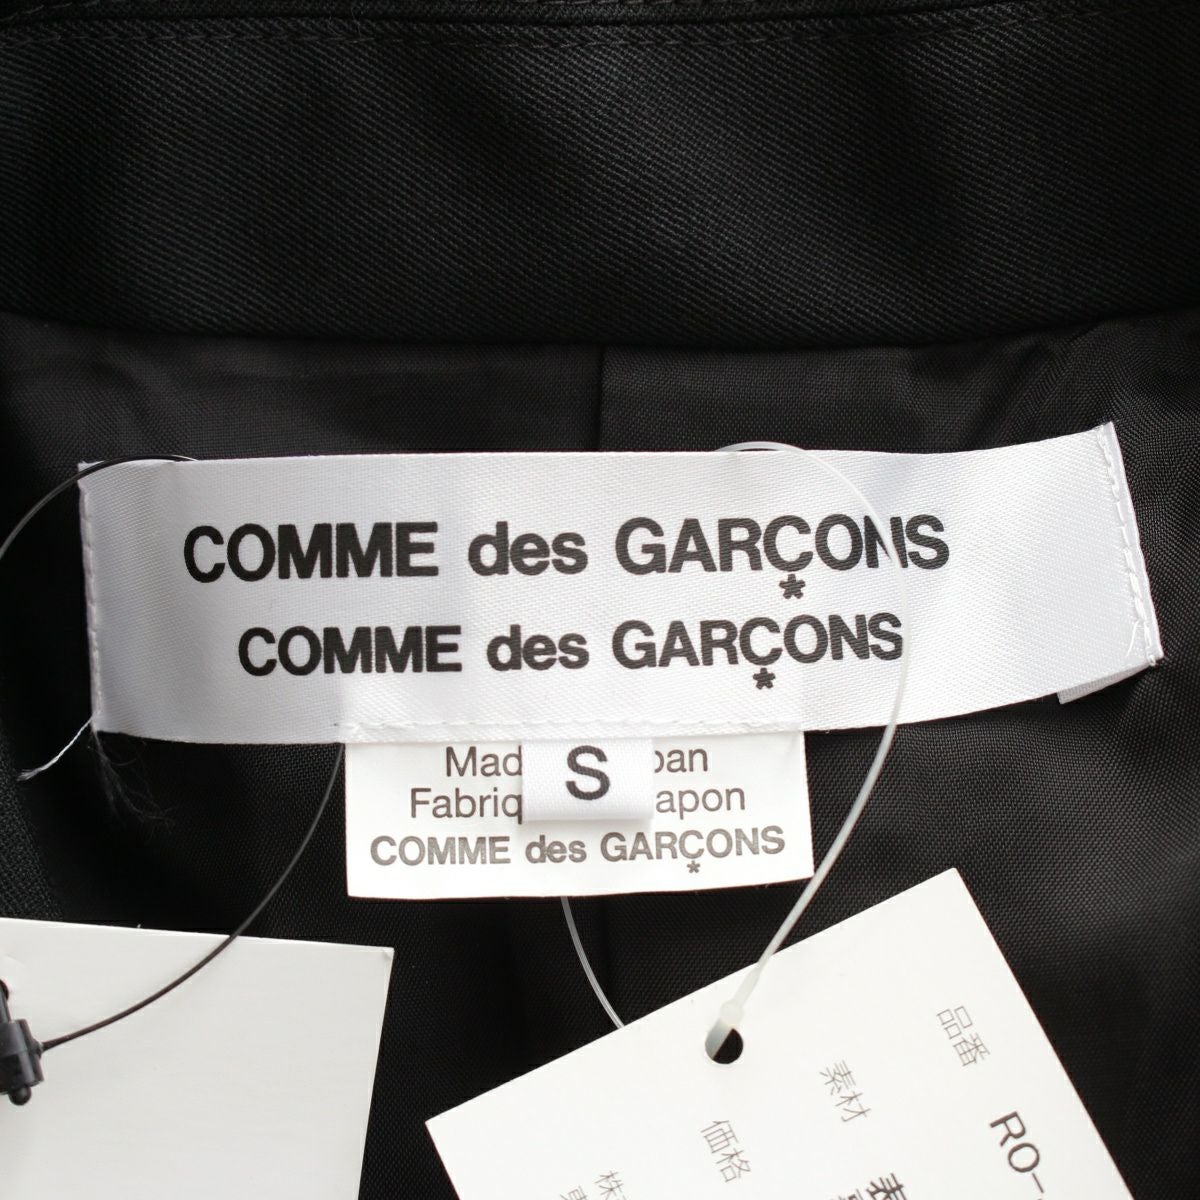 COMME des GARÇONS
COMME des GARÇONS
Mad S pan
Fabriq apon
COMME des GARÇONS
品番 RO-
素材
価格